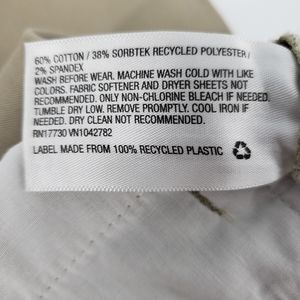 60% COTTON / 38% SORBTEK RECYCLED POLYESTER /
2% SPANDEX
WASH BEFORE WEAR. MACHINE WASH COLD WITH LIKE
COLORS. FABRIC SOFTENER AND DRYER SHEETS NOT
RECOMMENDED. ONLY NON-CHLORINE BLEACH IF NEEDED.
TUMBLE DRY LOW. REMOVE PROMPTLY. COOL IRON IF
NEEDED. DRY CLEAN NOT RECOMMENDED.
RN17730 VN1042782
LABEL MADE FROM 100% RECYCLED PLASTIC